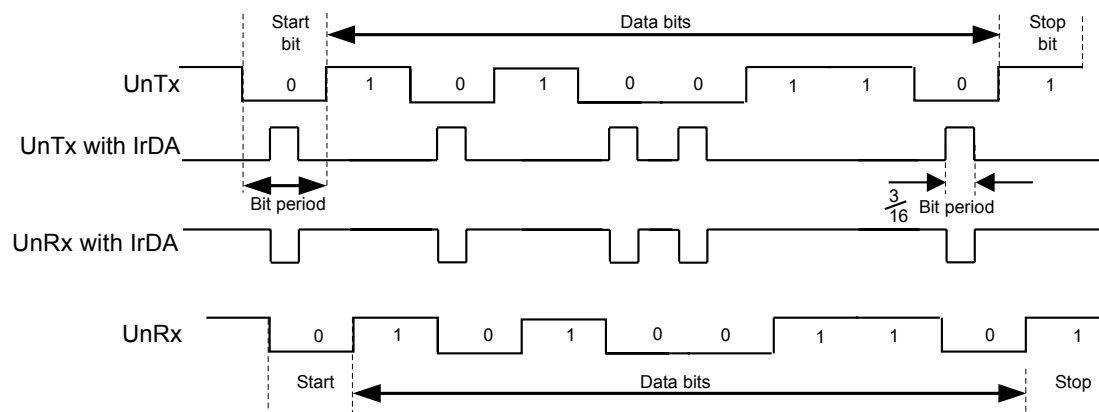 Start bit
Data bits
Stop bit
UnTx 0 1 0 1 0 0 1 1 0 1
UnTx with IrDA
Bit period
3/16 Bit period
UnRx with IrDA
UnRx 0 1 0 1 0 0 1 1 0 1
Start
Data bits
Stop